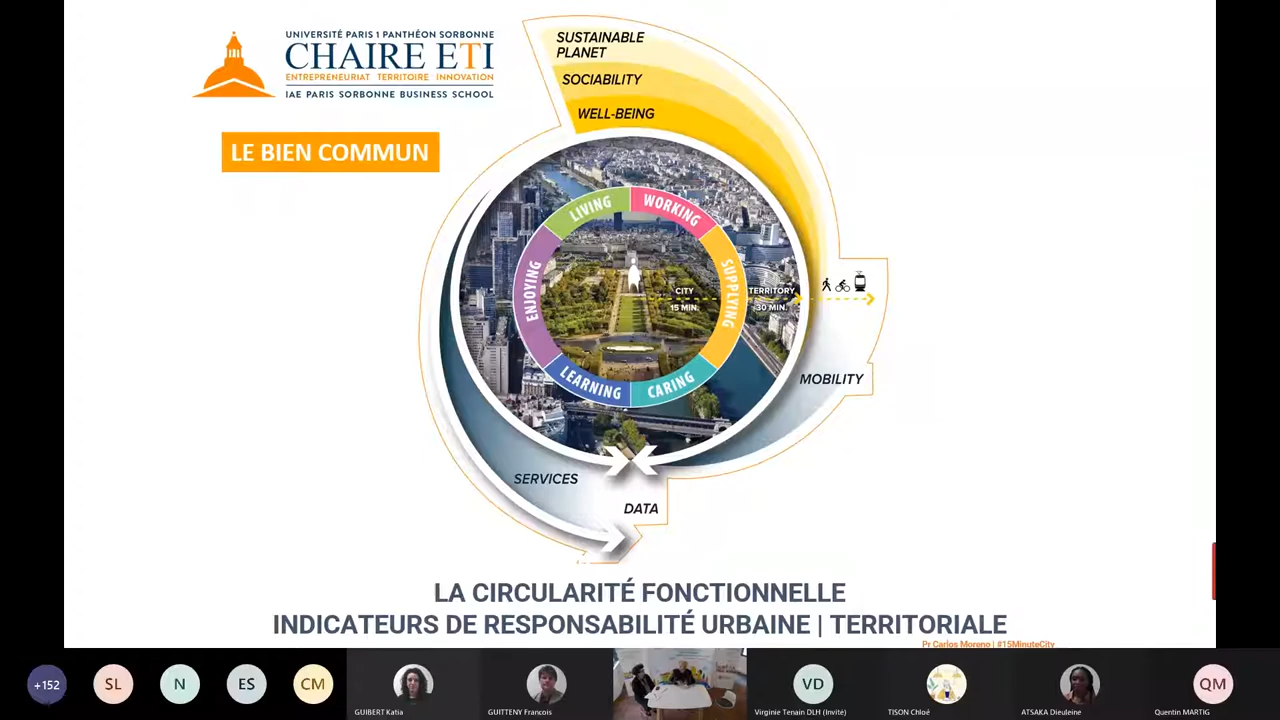 UNIVERSITÉ PARIS 1 PANTHÉON SORBONNE
CHAIRE ETI
ENTREPRENEURIAT TERRITOIRE INNOVATION
IAE PARIS SORBONNE BUSINESS SCHOOL
LE BIEN COMMUN
SUSTAINABLE
PLANET
SOCIABILITY
WELL-BEING
LIVING
WORKING
ENJOYING
SUPPLYING
LEARNING
CARING
CITY
15 MIN.
TERRITORY
30 MIN.
MOBILITY
SERVICES
DATA
LA CIRCULARITÉ FONCTIONNELLE
INDICATEURS DE RESPONSABILITÉ URBAINE | TERRITORIALE
Pr Carlos Moreno | #15MinuteCity
+152
SL
N
ES
CM
GUIBERT Katia
GUITTENY Francois
VD
Virginie Tenain DLH (Invité)
TISON Chloé
ATSAKA Dieuleine
QM
Quentin MARTIG